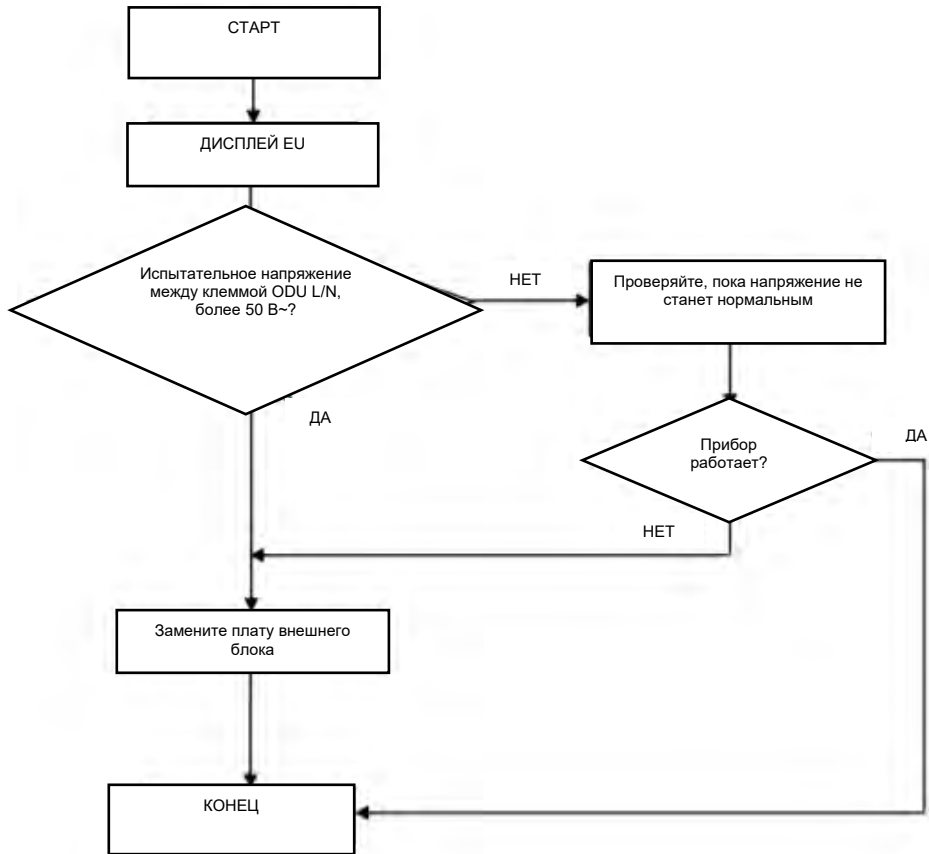 СТАРТ
ДИСПЛЕЙ EU
Испытательное напряжение
между клеммой ODU L/N,
более 50 В~?
НЕТ
Проверяйте, пока напряжение не
станет нормальным
ДА
Прибор
работает?
ДА
НЕТ
Замените плату внешнего
блока
КОНЕЦ